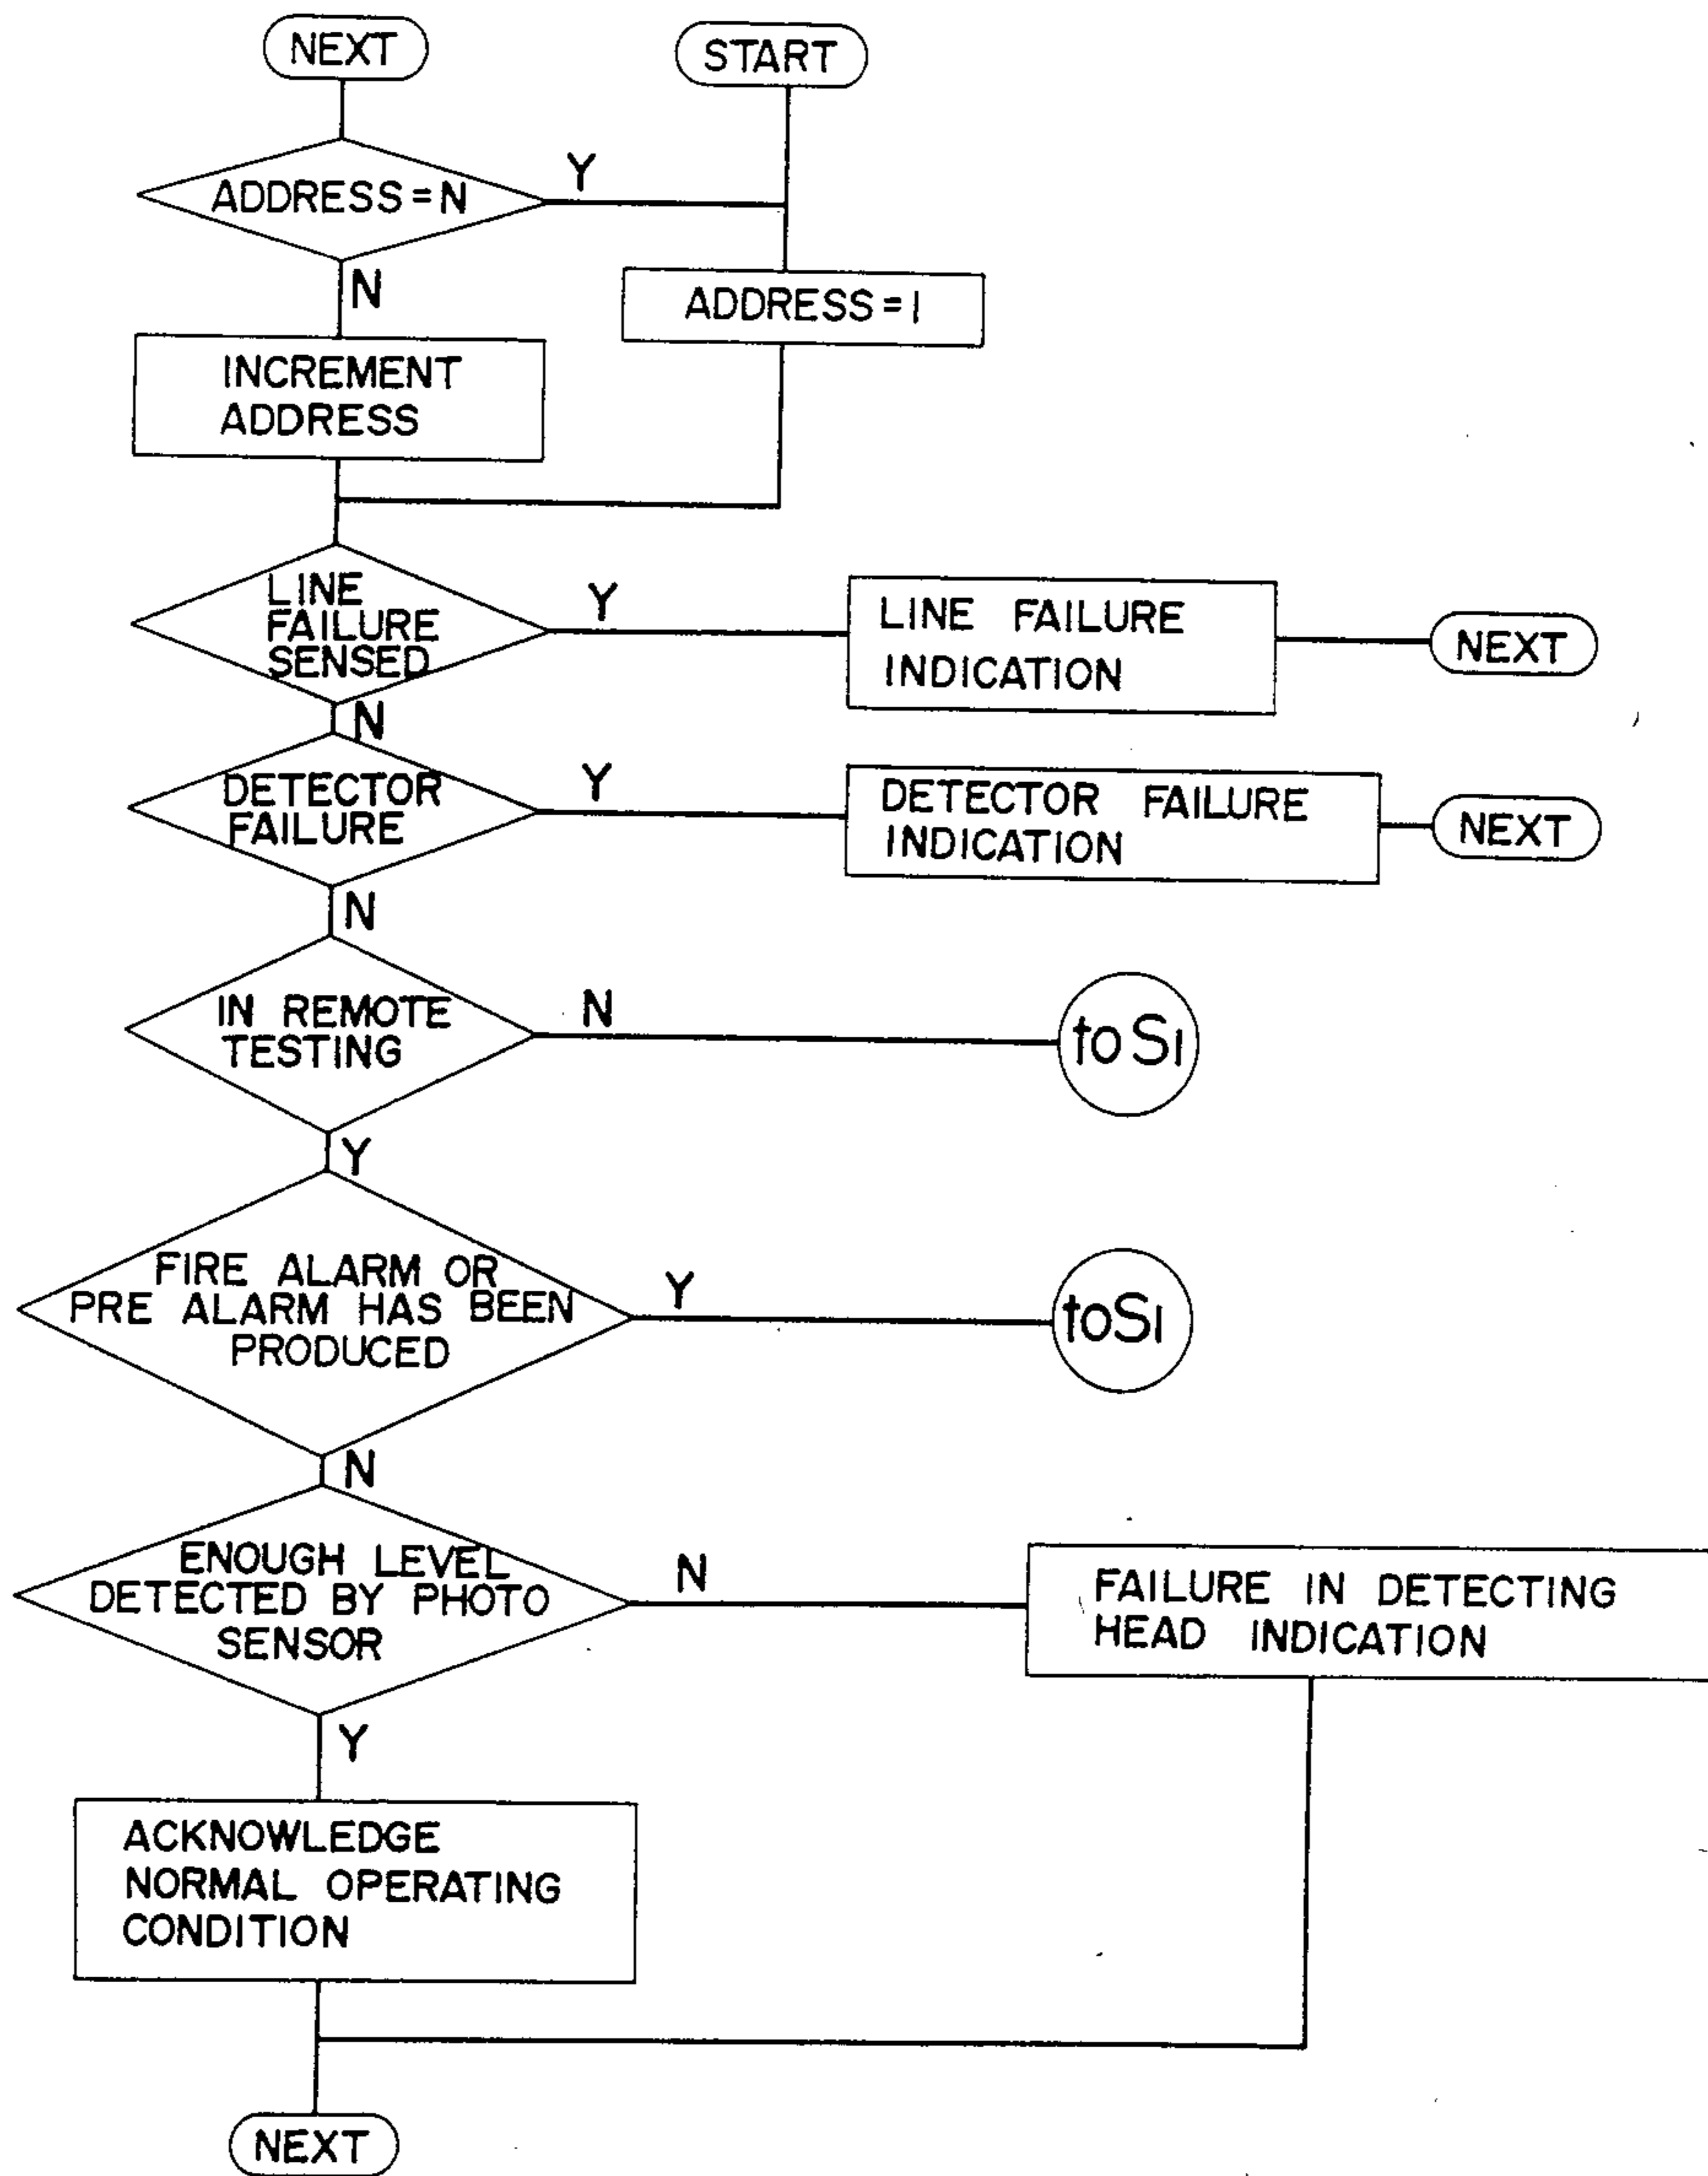 NEXT
START
ADDRESS=N
Y
N
ADDRESS=1
INCREMENT
ADDRESS
LINE
FAILURE
SENSED
Y
LINE FAILURE
INDICATION
NEXT
N
DETECTOR
FAILURE
Y
DETECTOR FAILURE
INDICATION
NEXT
N
IN REMOTE
TESTING
N
to S1
Y
FIRE ALARM OR
PRE ALARM HAS BEEN
PRODUCED
Y
to S1
N
ENOUGH LEVEL
DETECTED BY PHOTO
SENSOR
N
FAILURE IN DETECTING
HEAD INDICATION
Y
ACKNOWLEDGE
NORMAL OPERATING
CONDITION
NEXT